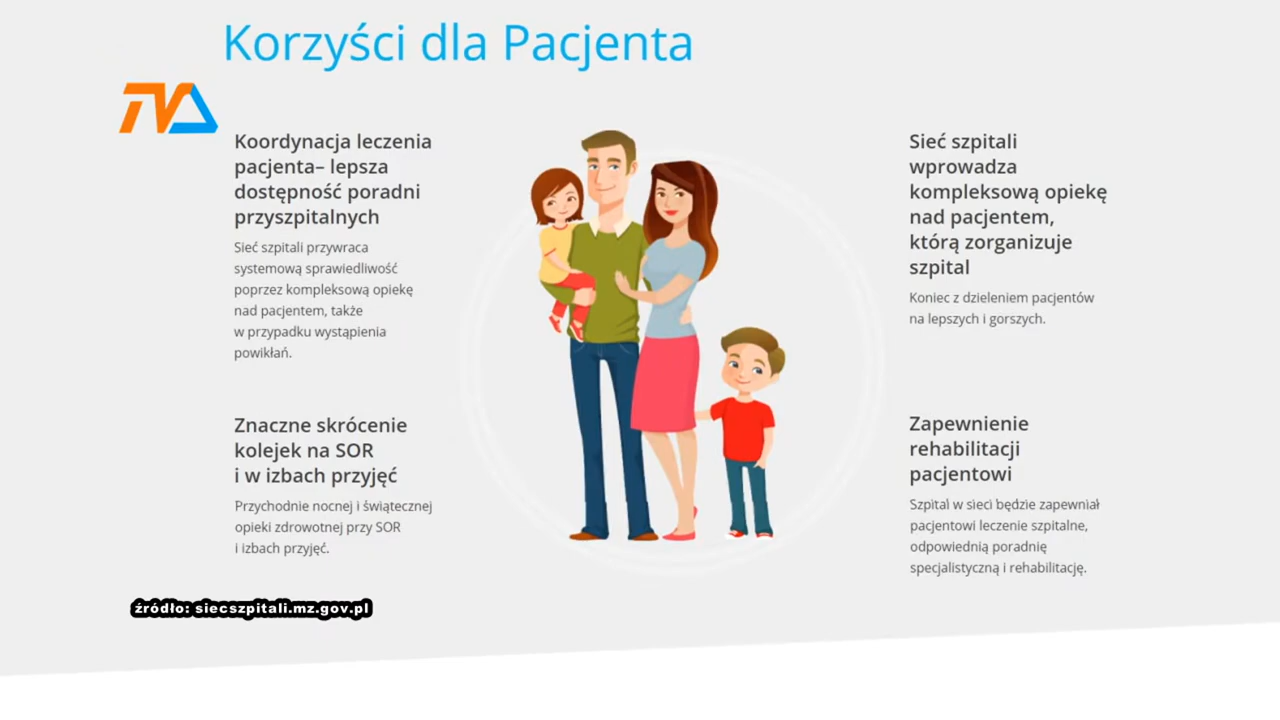 Korzyści dla Pacjenta
TVA
Koordynacja leczenia
pacjenta– lepsza
dostępność poradni
przyszpitalnych
Sieć szpitali przywraca
systemową sprawiedliwość
poprzez kompleksową opiekę
nad pacjentem, także
w przypadku wystąpienia
powikłań.
Znaczne skrócenie
kolejek na SOR
i w izbach przyjęć
Przychodnie nocnej i świątecznej
opieki zdrowotnej przy SOR
i izbach przyjęć.
Sieć szpitali
wprowadza
kompleksową opiekę
nad pacjentem,
którą zorganizuje
szpital
Koniec z dzieleniem pacjentów
na lepszych i gorszych.
Zapewnienie
rehabilitacji
pacjentowi
Szpital w sieci będzie zapewniał
pacjentowi leczenie szpitalne,
odpowiednią poradnię
specjalistyczną i rehabilitację.
źródło: siecszpitali.mz.gov.pl